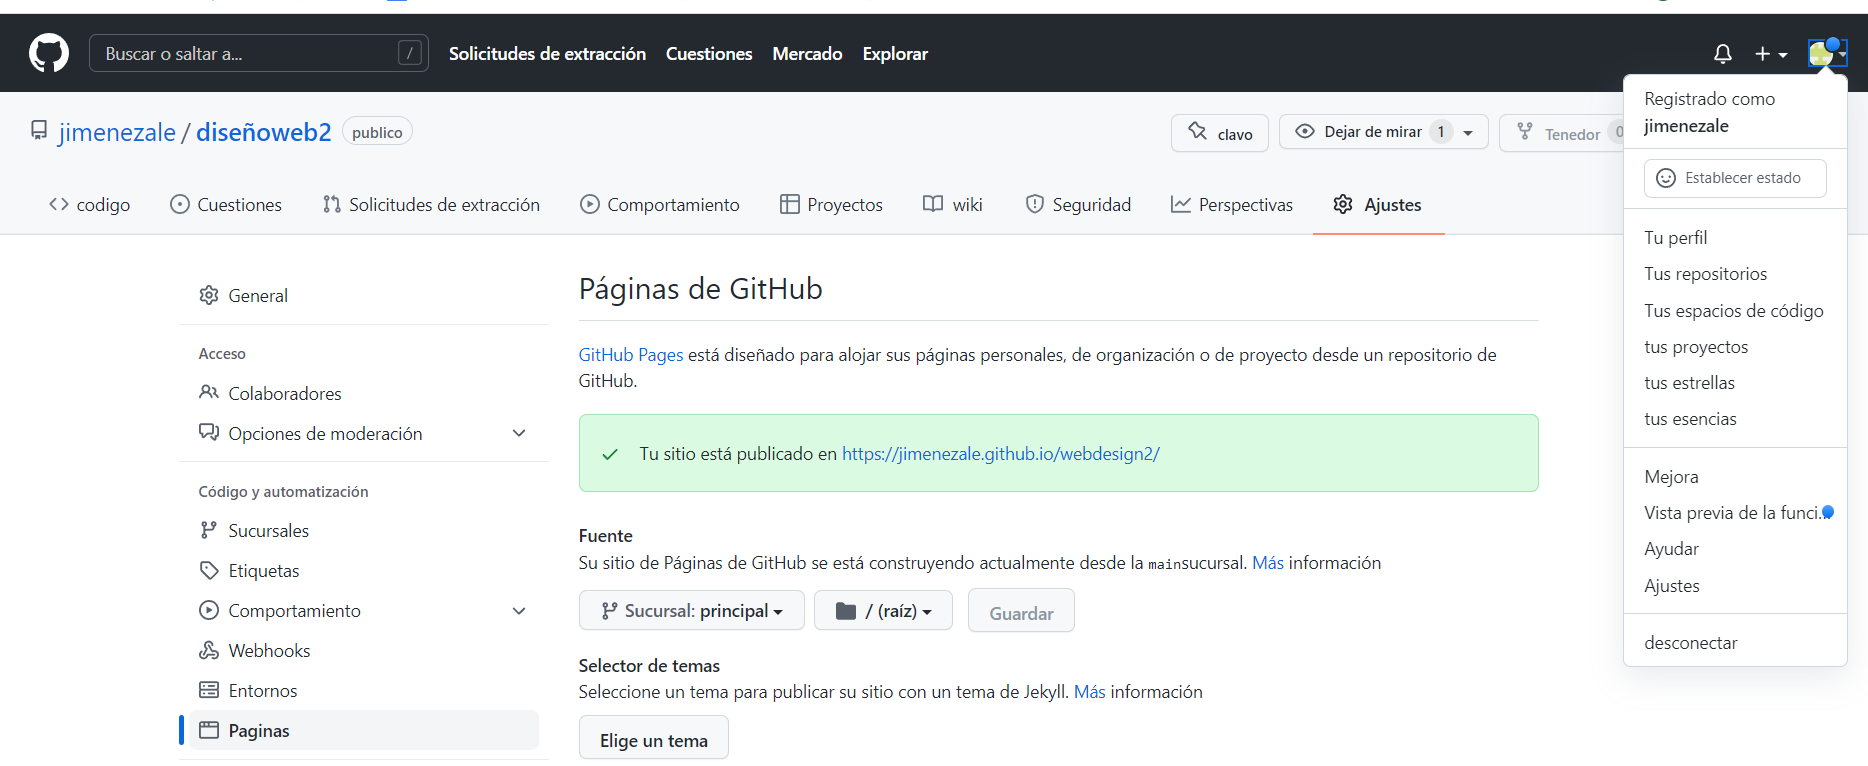 Buscar o saltar a...
/
Solicitudes de extracción
Cuestiones
Mercado
Explorar
jimenezale / diseñoweb2
publico
clavo
Dejar de mirar 1
Tenedor 0
codigo
Cuestiones
Solicitudes de extracción
Comportamiento
Proyectos
wiki
Seguridad
Perspectivas
Ajustes
Registrado como
jimenezale
Establecer estado
Tu perfil
Tus repositorios
Tus espacios de código
tus proyectos
tus estrellas
tus esencias
Mejora
Vista previa de la funci...
Ayudar
Ajustes
desconectar
General
Acceso
Colaboradores
Opciones de moderación
Código y automatización
Sucursales
Etiquetas
Comportamiento
Webhooks
Entornos
Paginas
Páginas de GitHub
GitHub Pages está diseñado para alojar sus páginas personales, de organización o de proyecto desde un repositorio de
GitHub.
Tu sitio está publicado en https://jimenezale.github.io/webdesign2/
Fuente
Su sitio de Páginas de GitHub se está construyendo actualmente desde la mainsucursal. Más información
Sucursal: principal
/ (raíz)
Guardar
Selector de temas
Seleccione un tema para publicar su sitio con un tema de Jekyll. Más información
Elige un tema